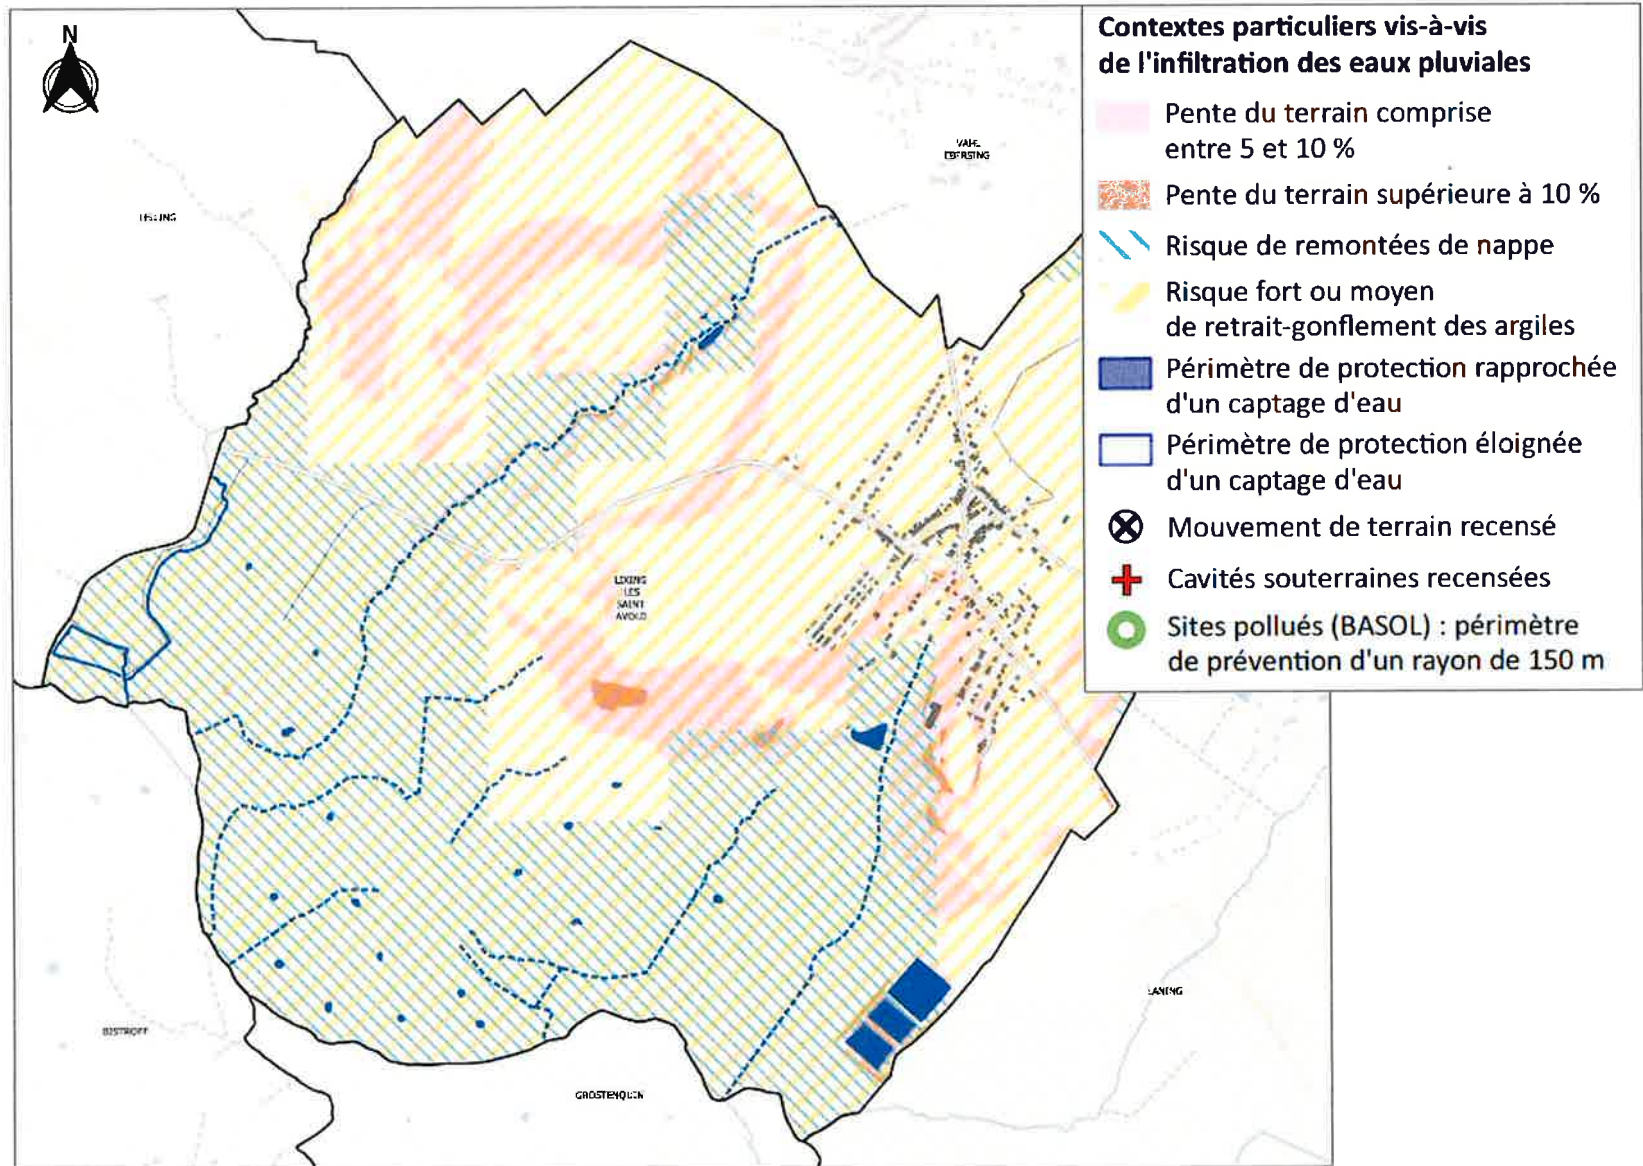 N
Contextes particuliers vis-à-vis
de l'infiltration des eaux pluviales
Pente du terrain comprise
entre 5 et 10 %
Pente du terrain supérieure à 10 %
Risque de remontées de nappe
Risque fort ou moyen
de retrait-gonflement des argiles
Périmètre de protection rapprochée
d'un captage d'eau
Périmètre de protection éloignée
d'un captage d'eau
Mouvement de terrain recensé
Cavités souterraines recensées
Sites pollués (BASOL) : périmètre
de prévention d'un rayon de 150 m
VAHL
EBERSING
LIXING
LES
SAINT
AVOLD
LANING
BISTROFF
GROSTENQUIN